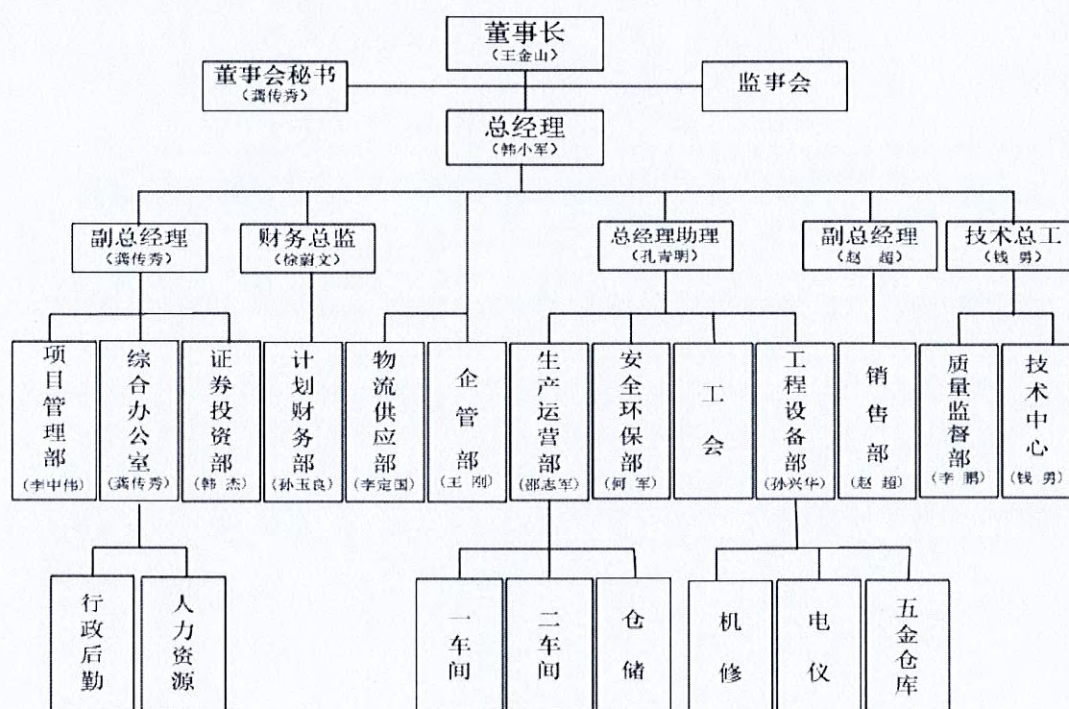 董事长
(王金山)
董事会秘书
(龚传秀)
监事会
总经理
(韩小军)
副总经理
(龚传秀)
财务总监
(徐蔚文)
总经理助理
(孔青明)
副总经理
(赵 超)
技术总工
(钱 勇)
项目管理部
(李中伟)
综合办公室
(龚传秀)
证券投资部
(韩 杰)
计划财务部
(孙玉良)
物流供应部
(李定国)
企管部
(王 刚)
生产运营部
(邵志军)
安全环保部
(何 军)
工会
工程设备部
(孙兴华)
销售部
(赵 超)
质量监督部
(李 鹏)
技术中心
(钱 勇)
行政后勤
人力资源
一车间
二车间
仓储
机修
电仪
五金仓库